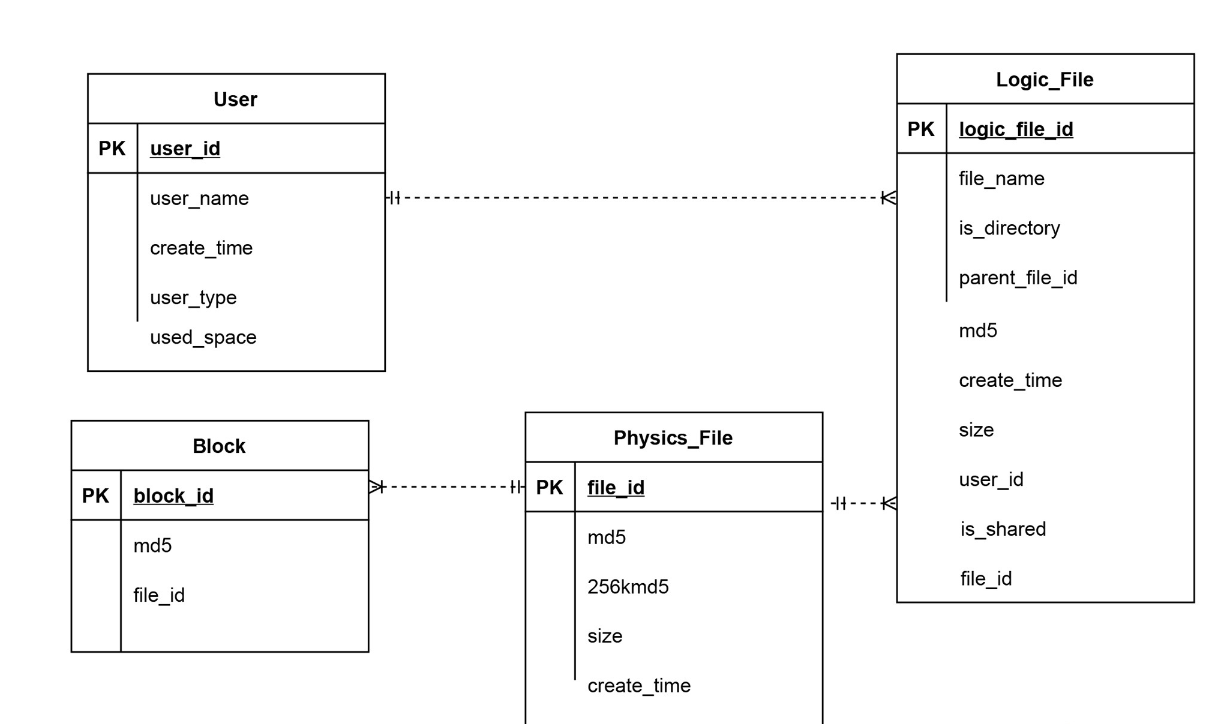 User
PK user_id
user_name
create_time
user_type
used_space
Logic_File
PK logic_file_id
file_name
is_directory
parent_file_id
md5
create_time
size
user_id
is_shared
file_id
Block
PK block_id
md5
file_id
Physics_File
PK file_id
md5
256kmd5
size
create_time